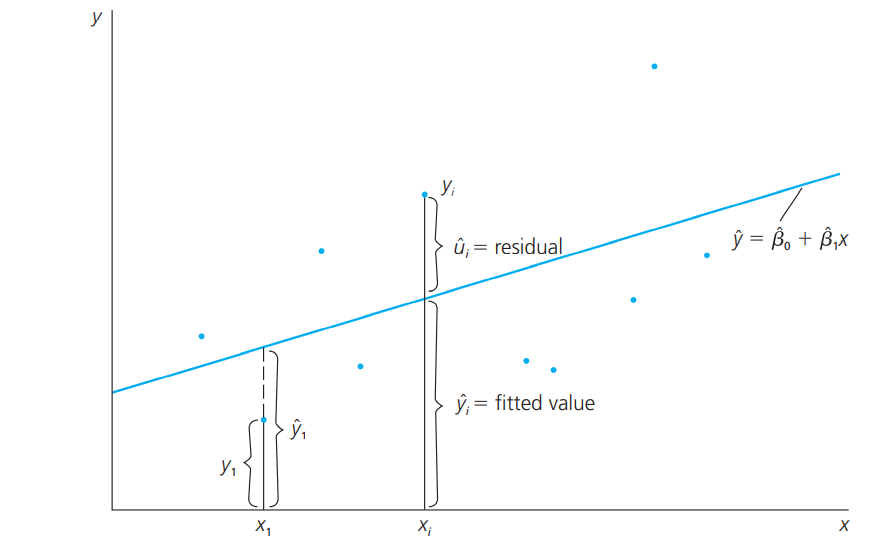 y
yᵢ
ûᵢ = residual
ŷ = β̂₀ + β̂₁x
ŷᵢ = fitted value
ŷ₁
y₁
x₁
xᵢ
x